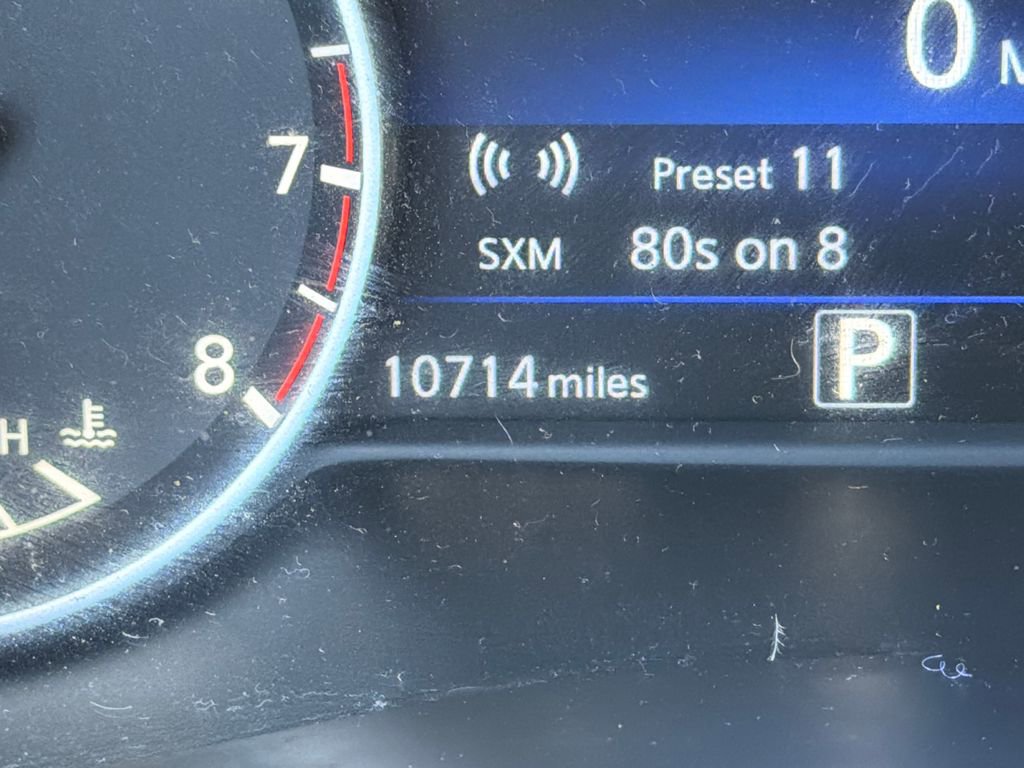 0 M
7
Preset 11
SXM 80s on 8
8
10714 miles
P
H